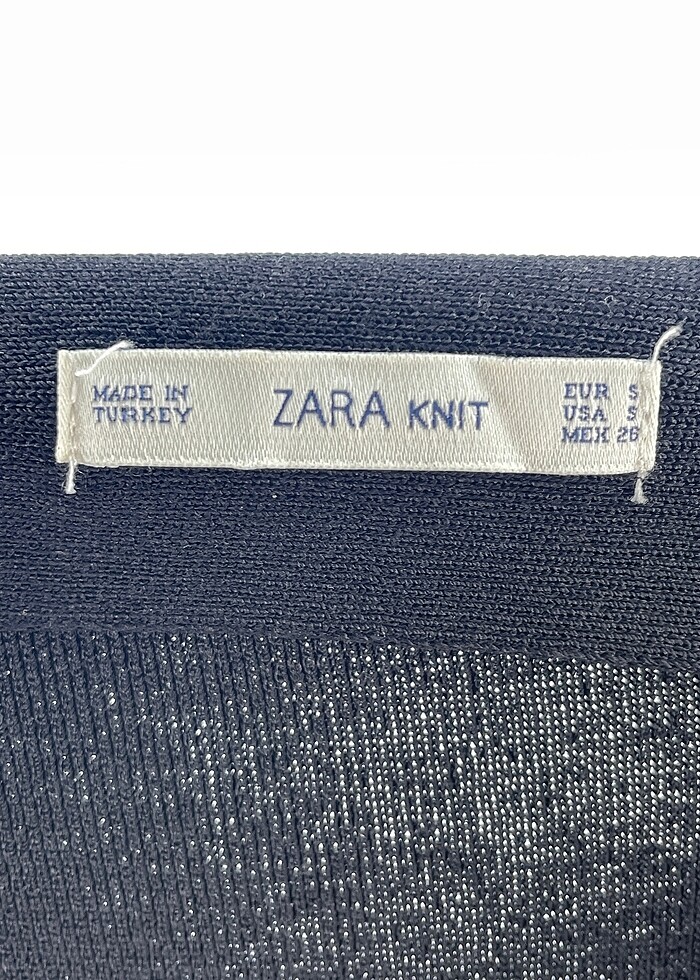 MADE IN
TURKEY
ZARA KNIT
EUR S
USA S
MEX 26